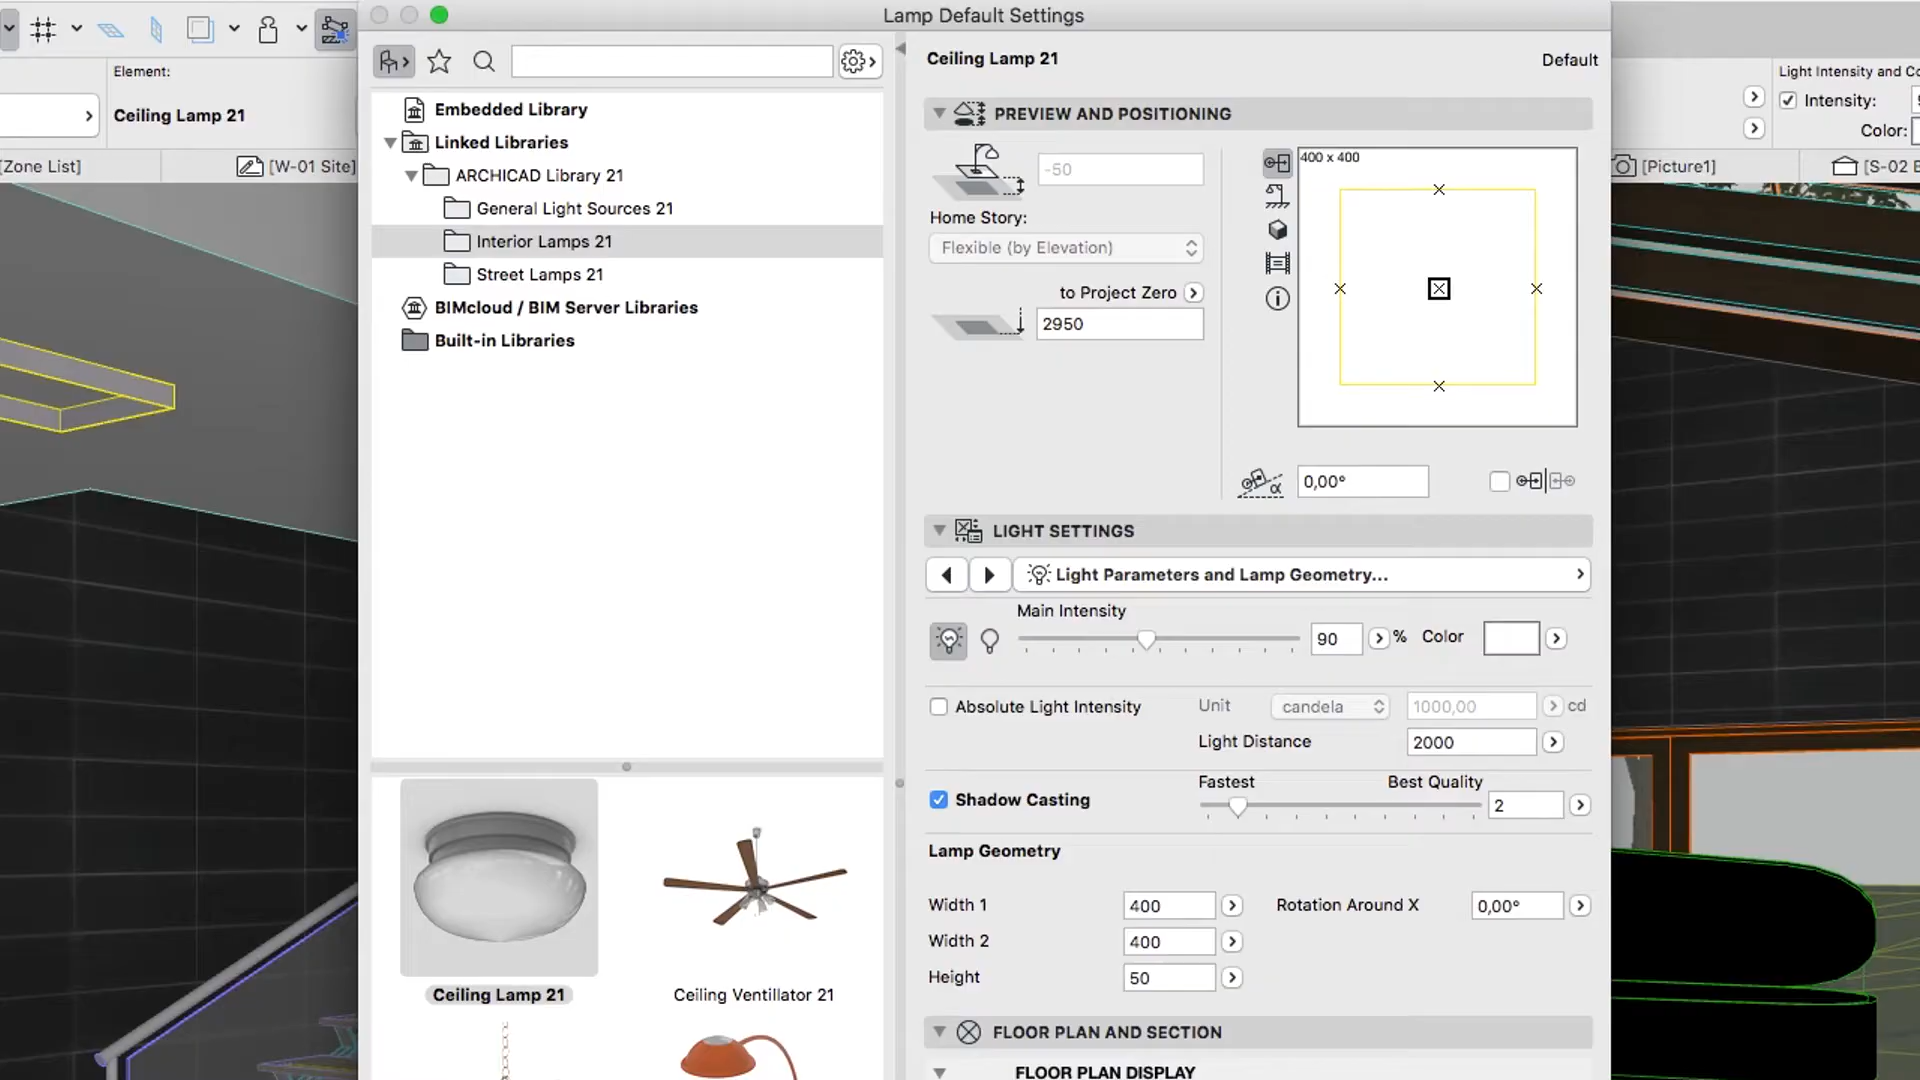 Lamp Default Settings
Element:
Ceiling Lamp 21
Zone List]
[W-01 Site]
Embedded Library
Linked Libraries
ARCHICAD Library 21
General Light Sources 21
Interior Lamps 21
Street Lamps 21
BIMcloud / BIM Server Libraries
Built-in Libraries
Ceiling Lamp 21
Ceiling Ventillator 21
Ceiling Lamp 21
Default
PREVIEW AND POSITIONING
-50
Home Story:
Flexible (by Elevation)
to Project Zero
2950
400 x 400
α
0,00°
LIGHT SETTINGS
Light Parameters and Lamp Geometry...
Main Intensity
90
%
Color
Absolute Light Intensity
Unit
candela
1000,00
cd
Light Distance
2000
Fastest
Best Quality
Shadow Casting
2
Lamp Geometry
Width 1
400
Rotation Around X
0,00°
Width 2
400
Height
50
FLOOR PLAN AND SECTION
FLOOR PLAN DISPLAY
Light Intensity and Co
Intensity:
Color:
[Picture1]
[S-02 B